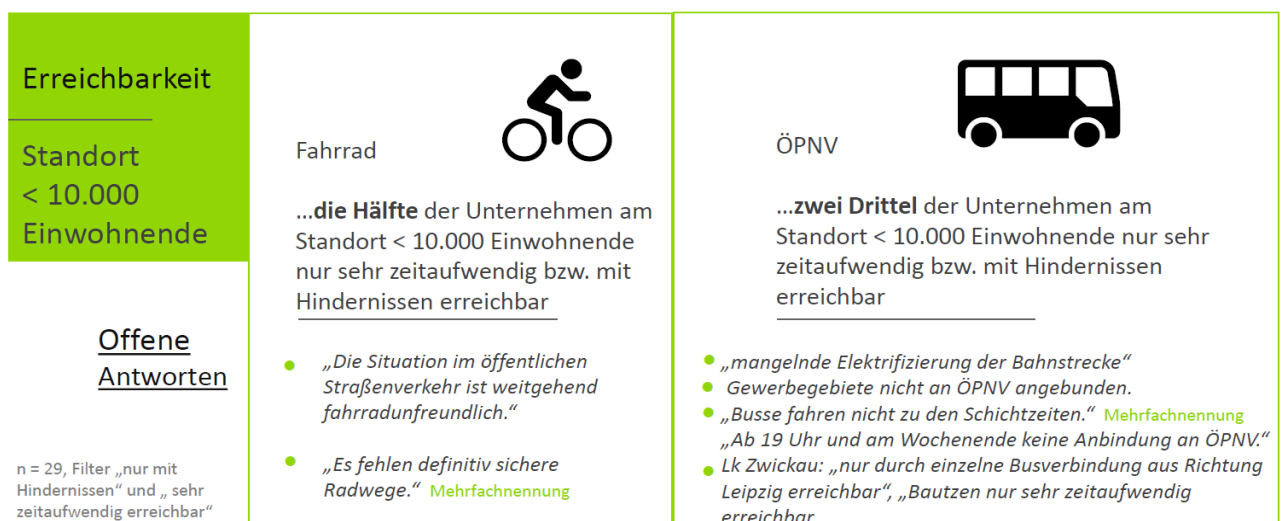 Erreichbarkeit
Standort
< 10.000
Einwohnende
Offene
Antworten
n = 29, Filter „nur mit
Hindernissen“ und „ sehr
zeitaufwendig erreichbar“
Fahrrad
...die Hälfte der Unternehmen am
Standort < 10.000 Einwohnende
nur sehr zeitaufwendig bzw. mit
Hindernissen erreichbar
„Die Situation im öffentlichen
Straßenverkehr ist weitgehend
fahrradunfreundlich.“
„Es fehlen definitiv sichere
Radwege.“ Mehrfachnennung
ÖPNV
...zwei Drittel der Unternehmen am
Standort < 10.000 Einwohnende nur sehr
zeitaufwendig bzw. mit Hindernissen
erreichbar
„mangelnde Elektrifizierung der Bahnstrecke“
Gewerbegebiete nicht an ÖPNV angebunden.
„Busse fahren nicht zu den Schichtzeiten.“ Mehrfachnennung
„Ab 19 Uhr und am Wochenende keine Anbindung an ÖPNV.“
Lk Zwickau: „nur durch einzelne Busverbindung aus Richtung
Leipzig erreichbar“, „Bautzen nur sehr zeitaufwendig
erreichbar